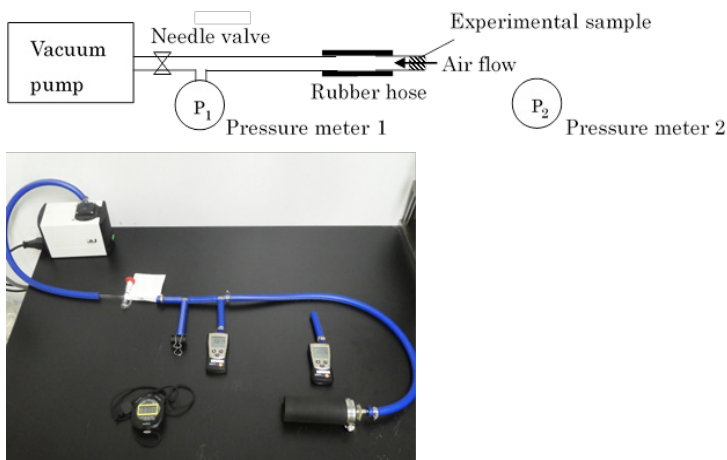 Vacuum
pump
Needle valve
P1
Pressure meter 1
Rubber hose
Experimental sample
Air flow
P2
Pressure meter 2